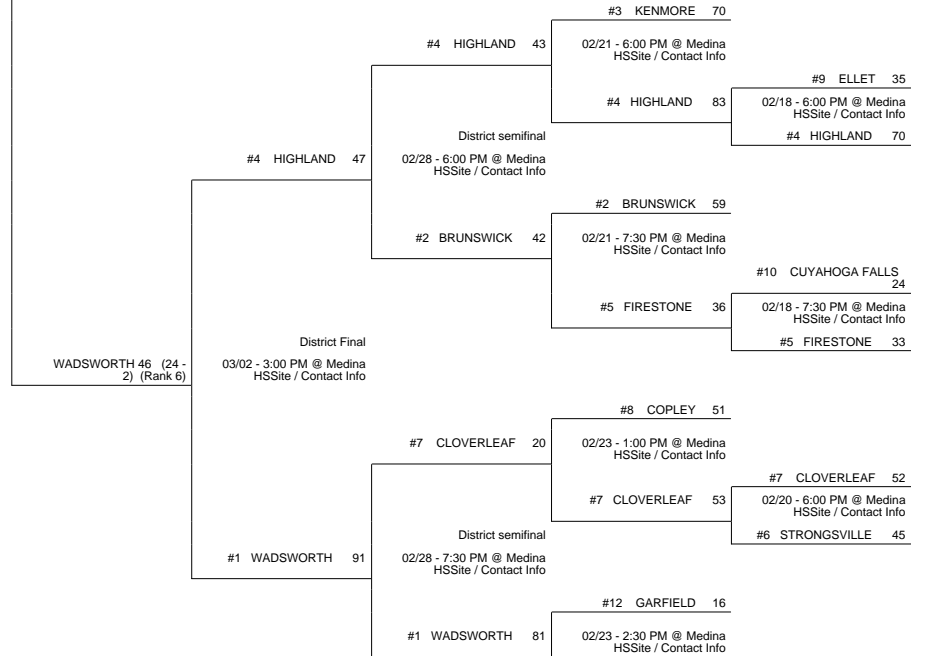 #3 KENMORE 70
#4 HIGHLAND 43
02/21 - 6:00 PM @ Medina
HSSite / Contact Info
#9 ELLET 35
#4 HIGHLAND 83
02/18 - 6:00 PM @ Medina
HSSite / Contact Info
District semifinal
#4 HIGHLAND 70
#4 HIGHLAND 47
02/28 - 6:00 PM @ Medina
HSSite / Contact Info
#2 BRUNSWICK 59
#2 BRUNSWICK 42
02/21 - 7:30 PM @ Medina
HSSite / Contact Info
#10 CUYAHOGA FALLS
24
#5 FIRESTONE 36
02/18 - 7:30 PM @ Medina
HSSite / Contact Info
District Final
#5 FIRESTONE 33
WADSWORTH 46 (24 -
2) (Rank 6)
03/02 - 3:00 PM @ Medina
HSSite / Contact Info
#8 COPLEY 51
#7 CLOVERLEAF 20
02/23 - 1:00 PM @ Medina
HSSite / Contact Info
#7 CLOVERLEAF 52
#7 CLOVERLEAF 53
02/20 - 6:00 PM @ Medina
HSSite / Contact Info
District semifinal
#6 STRONGSVILLE 45
#1 WADSWORTH 91
02/28 - 7:30 PM @ Medina
HSSite / Contact Info
#12 GARFIELD 16
#1 WADSWORTH 81
02/23 - 2:30 PM @ Medina
HSSite / Contact Info